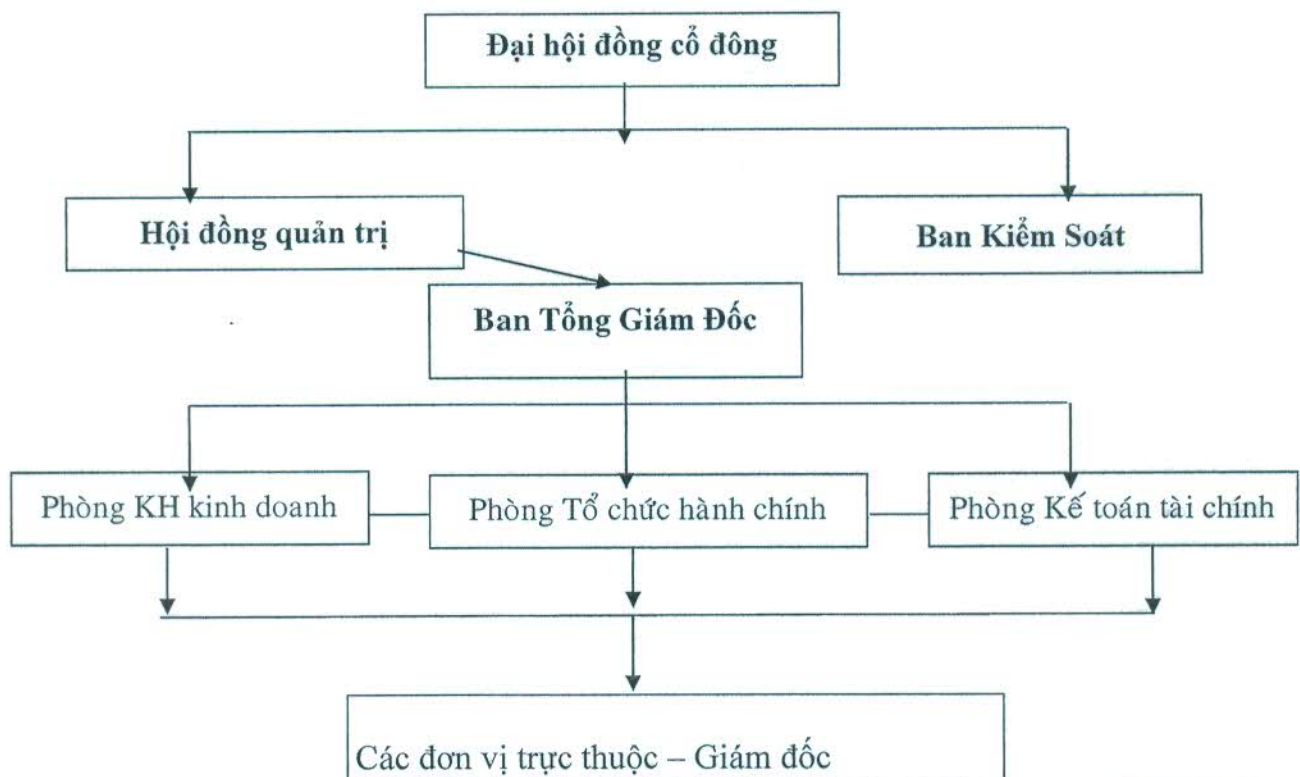 Đại hội đồng cổ đông
Hội đồng quản trị
Ban Kiểm Soát
Ban Tổng Giám Đốc
Phòng KH kinh doanh
Phòng Tổ chức hành chính
Phòng Kế toán tài chính
Các đơn vị trực thuộc – Giám đốc